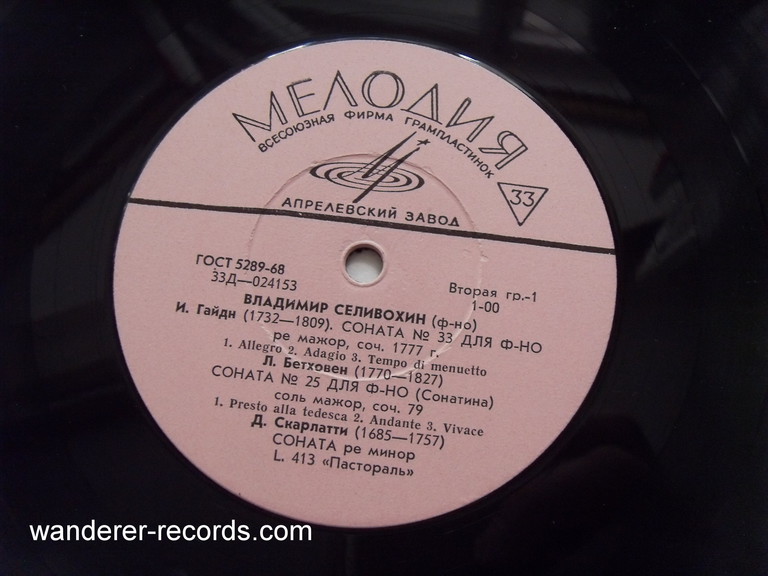 МЕЛОДИЯ
ВСЕСОЮЗНАЯ ФИРМА ГРАМПЛАСТИНОК
33
АПРЕЛЕВСКИЙ ЗАВОД
ГОСТ 5289-68
33Д—024153
Вторая гр.-1
1-00
ВЛАДИМИР СЕЛИВОХИН (ф-но)
И. Гайдн (1732—1809). СОНАТА № 33 ДЛЯ Ф-НО
ре мажор, соч. 1777 г.
1. Allegro 2. Adagio 3. Tempo di menuetto
Л. Бетховен (1770—1827)
СОНАТА № 25 ДЛЯ Ф-НО (Сонатина)
соль мажор, соч. 79
1. Presto alla tedesca 2. Andante 3. Vivace
Д. Скарлатти (1685—1757)
СОНАТА ре минор
L. 413 «Пастораль»
wanderer-records.com